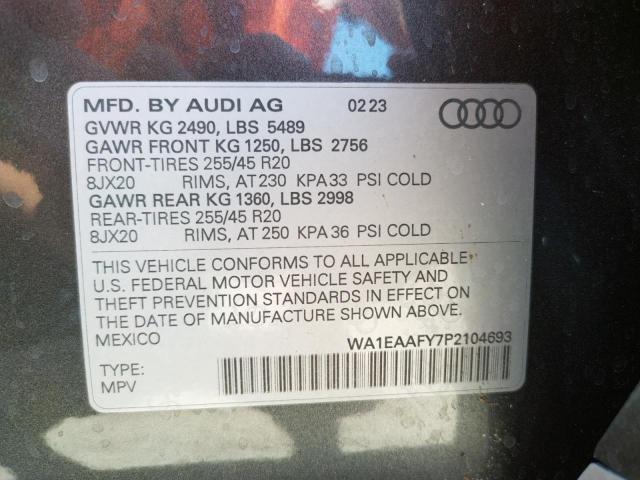 MFD. BY AUDI AG 02 23
GVWR KG 2490, LBS 5489
GAWR FRONT KG 1250, LBS 2756
FRONT-TIRES 255/45 R20
8JX20 RIMS, AT 230 KPA 33 PSI COLD
GAWR REAR KG 1360, LBS 2998
REAR-TIRES 255/45 R20
8JX20 RIMS, AT 250 KPA 36 PSI COLD
THIS VEHICLE CONFORMS TO ALL APPLICABLE
U.S. FEDERAL MOTOR VEHICLE SAFETY AND
THEFT PREVENTION STANDARDS IN EFFECT ON
THE DATE OF MANUFACTURE SHOWN ABOVE.
MEXICO WA1EAAFY7P2104693
TYPE:
MPV